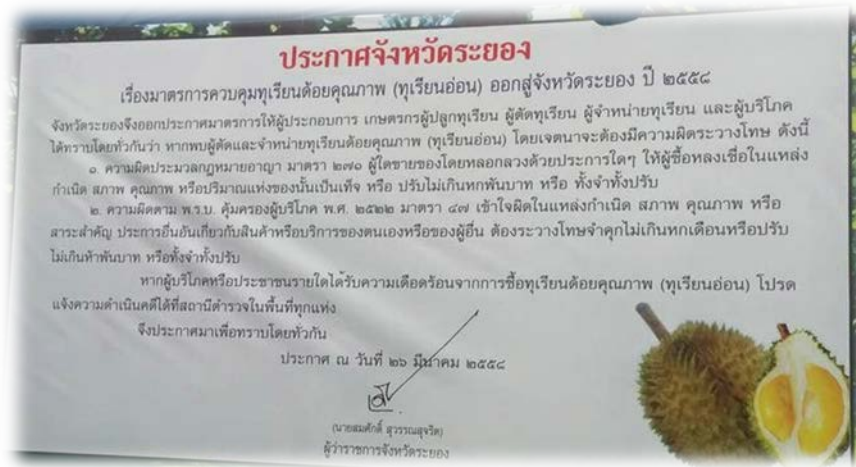 ประกาศจังหวัดระยอง
เรื่องมาตรการควบคุมทุเรียนด้อยคุณภาพ (ทุเรียนอ่อน) ออกสู่จังหวัดระยอง ปี ๒๕๕๘
จังหวัดระยองจึงออกประกาศมาตรการให้ผู้ประกอบการ เกษตรกรผู้ปลูกทุเรียน ผู้ตัดทุเรียน ผู้จำหน่ายทุเรียน และผู้บริโภค
ได้ทราบโดยทั่วกันว่า หากพบผู้ตัดและจำหน่ายทุเรียนด้อยคุณภาพ (ทุเรียนอ่อน) โดยเจตนาจะต้องมีความผิดระวางโทษ ดังนี้
๑. ความผิดประมวลกฎหมายอาญา มาตรา ๒๗๐ ผู้ใดขายของโดยหลอกลวงด้วยประการใดๆ ให้ผู้ซื้อหลงเชื่อในแหล่ง
กำเนิด สภาพ คุณภาพ หรือปริมาณแห่งของนั้นเป็นเท็จ หรือ ปรับไม่เกินหกพันบาท หรือ ทั้งจำทั้งปรับ
๒. ความผิดตาม พ.ร.บ. คุ้มครองผู้บริโภค พ.ศ. ๒๕๒๒ มาตรา ๔๗ เข้าใจผิดในแหล่งกำเนิด สภาพ คุณภาพ หรือ
สาระสำคัญ ประการอื่นอันเกี่ยวกับสินค้าหรือบริการของตนเองหรือของผู้อื่น ต้องระวางโทษจำคุกไม่เกินหกเดือนหรือปรับ
ไม่เกินห้าพันบาท หรือทั้งจำทั้งปรับ
หากผู้บริโภคหรือประชาชนรายใดได้รับความเดือดร้อนจากการซื้อทุเรียนด้อยคุณภาพ (ทุเรียนอ่อน) โปรด
แจ้งความดำเนินคดีได้ที่สถานีตำรวจในพื้นที่ทุกแห่ง
จึงประกาศมาเพื่อทราบโดยทั่วกัน
ประกาศ ณ วันที่ ๒๖ มีนาคม ๒๕๕๘
(นายสมศักดิ์ สุวรรณสุจริต)
ผู้ว่าราชการจังหวัดระยอง